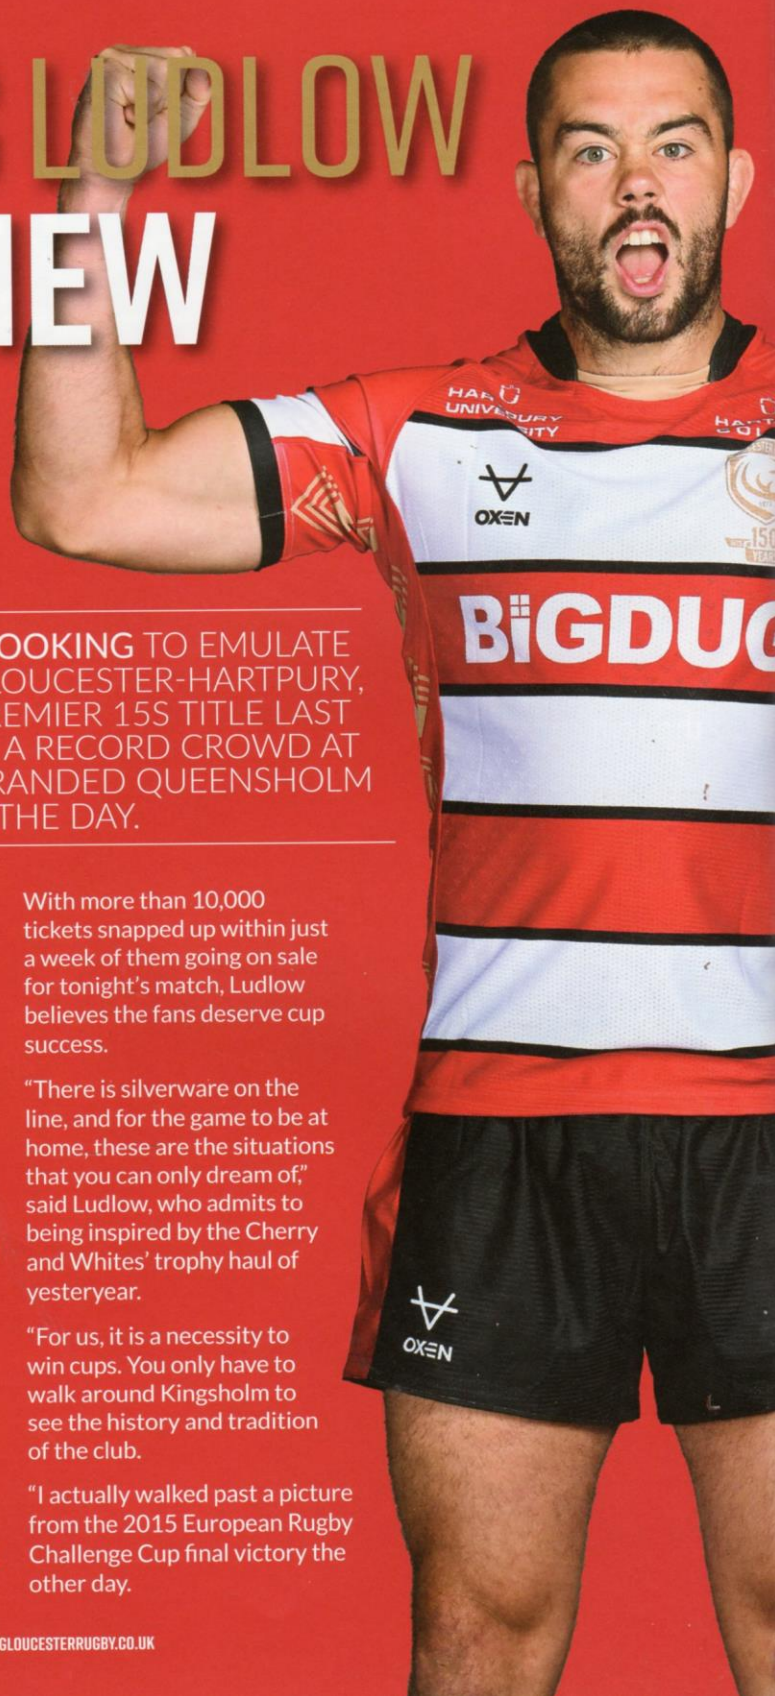 LUDLOW
IEW
OOKING TO EMULATE
LOUCESTER-HARTPURY,
EMIER 15S TITLE LAST
A RECORD CROWD AT
RANDED QUEENSHOLM
THE DAY.
With more than 10,000
tickets snapped up within just
a week of them going on sale
for tonight's match, Ludlow
believes the fans deserve cup
success.
“There is silverware on the
line, and for the game to be at
home, these are the situations
that you can only dream of,”
said Ludlow, who admits to
being inspired by the Cherry
and Whites’ trophy haul of
yesteryear.
“For us, it is a necessity to
win cups. You only have to
walk around Kingsholm to
see the history and tradition
of the club.
“I actually walked past a picture
from the 2015 European Rugby
Challenge Cup final victory the
other day.
GLOUCESTERRUGBY.CO.UK
OXEN
150
YEARS
BiGDUG
OXEN